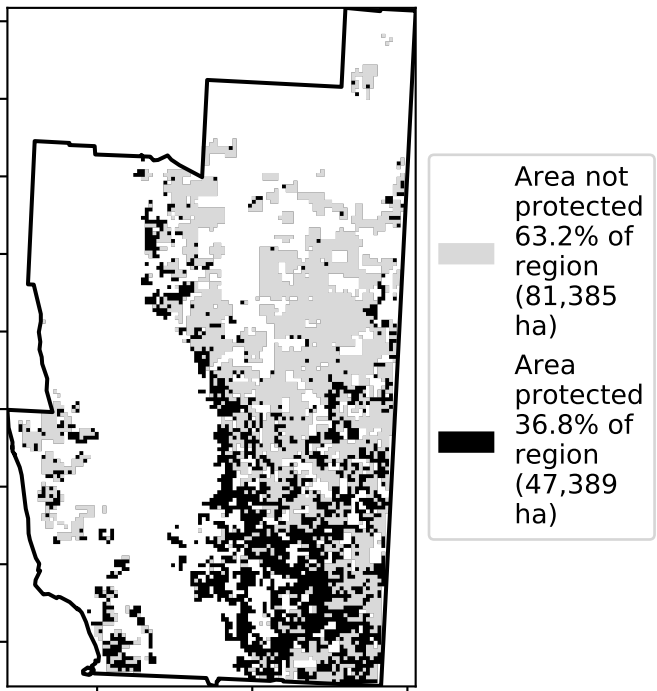 Area not
protected
63.2% of
region
(81,385
ha)
Area
protected
36.8% of
region
(47,389
ha)